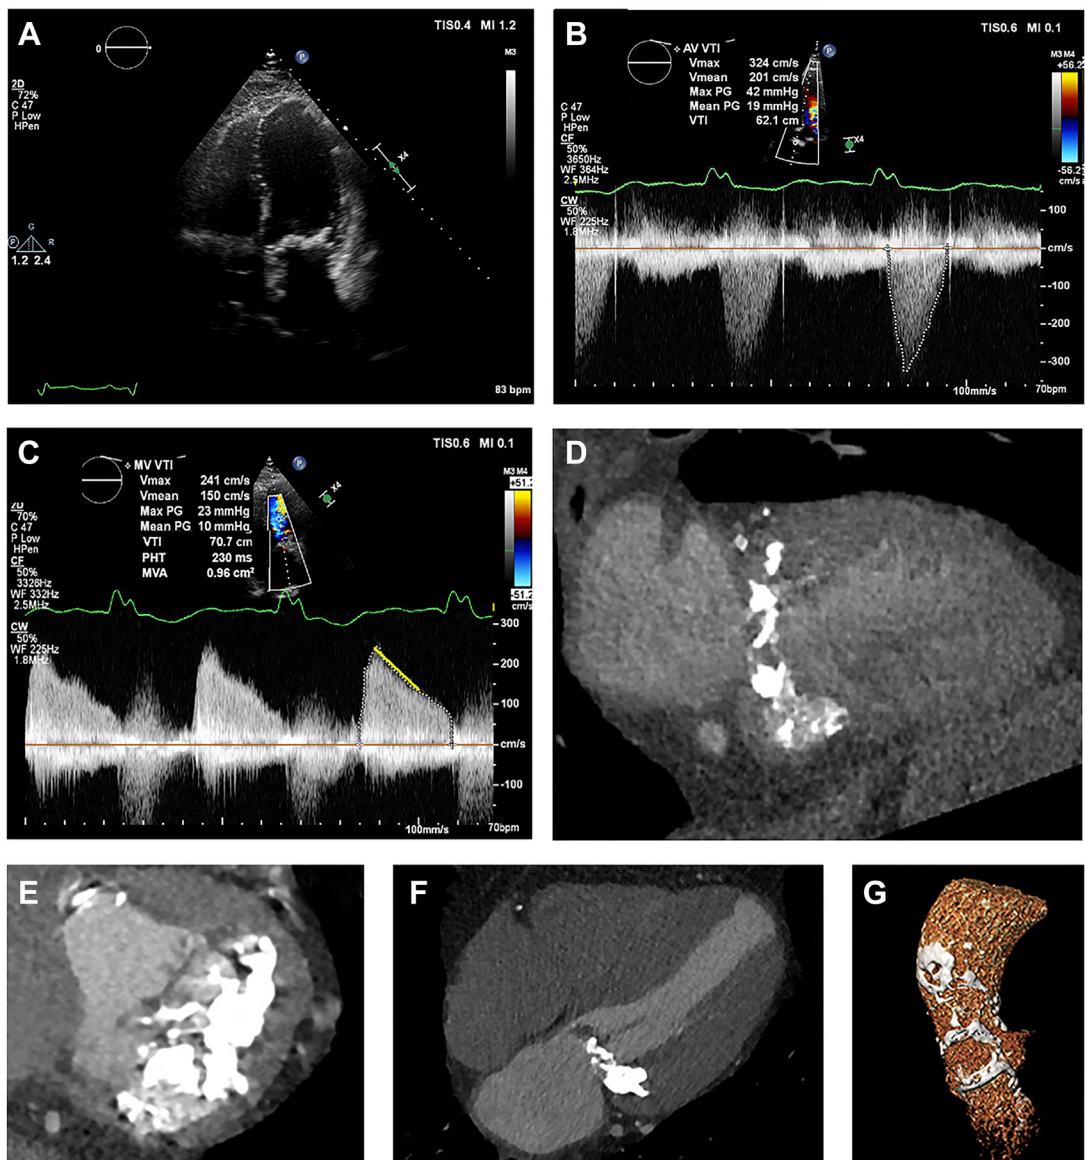 A
TIS0.4 MI 1.2
0
P
M3
2D
72%
C 47
P Low
HPen
X4
G
P R
1.2 2.4
83 bpm
B
TIS0.6 MI 0.1
AV VTI
Vmax 324 cm/s
Vmean 201 cm/s
Max PG 42 mmHg
Mean PG 19 mmHg
VTI 62.1 cm
P
M3 M4
+56.2
C 47
P Low
HPen
CF
50%
3650Hz
WF 364Hz
2.5MHz
X4
-56.2
cm/s
CW
50%
WF 225Hz
1.8MHz
100
cm/s
-100
-200
-300
100mm/s
70bpm
C
TIS0.6 MI 0.1
MV VTI
Vmax 241 cm/s
Vmean 150 cm/s
Max PG 23 mmHg
Mean PG 10 mmHg
VTI 70.7 cm
PHT 230 ms
MVA 0.96 cm²
P
X4
M3 M4
+51.2
70%
C 47
P Low
HPen
CF
50%
3326Hz
WF 332Hz
2.5MHz
-51.2
cm/s
CW
50%
WF 225Hz
1.8MHz
300
200
100
cm/s
-100
100mm/s
70bpm
D
E
F
G